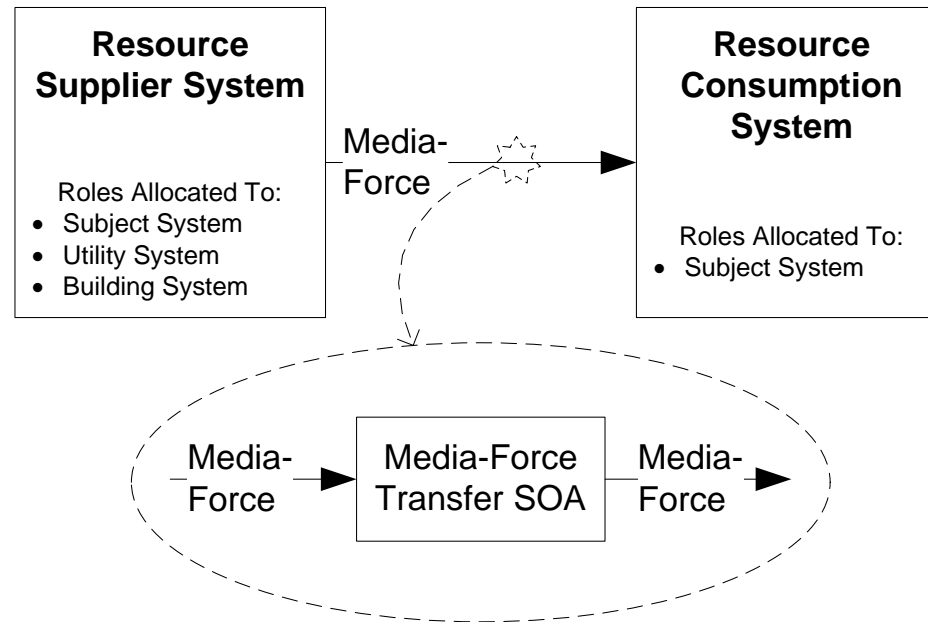 Resource
Supplier System
Roles Allocated To:
• Subject System
• Utility System
• Building System
Media-
Force
Resource
Consumption
System
Roles Allocated To:
• Subject System
Media-
Force
Media-Force
Transfer SOA
Media-
Force